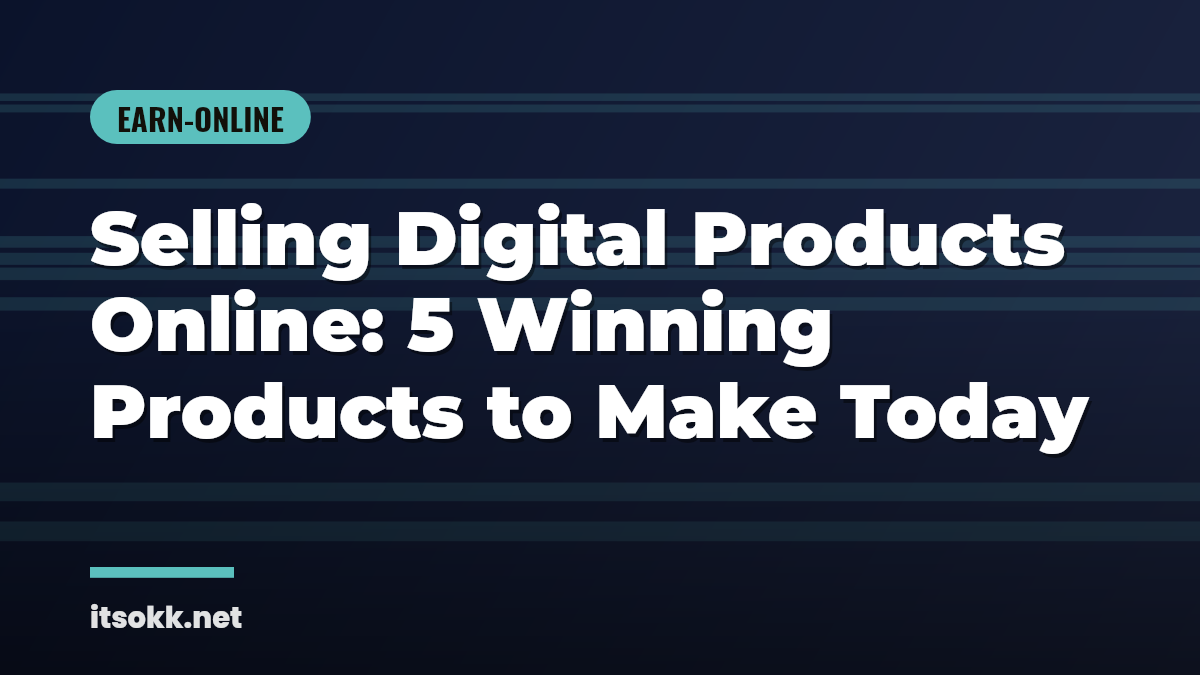 EARN-ONLINE
Selling Digital Products
Online: 5 Winning
Products to Make Today
itsokk.net